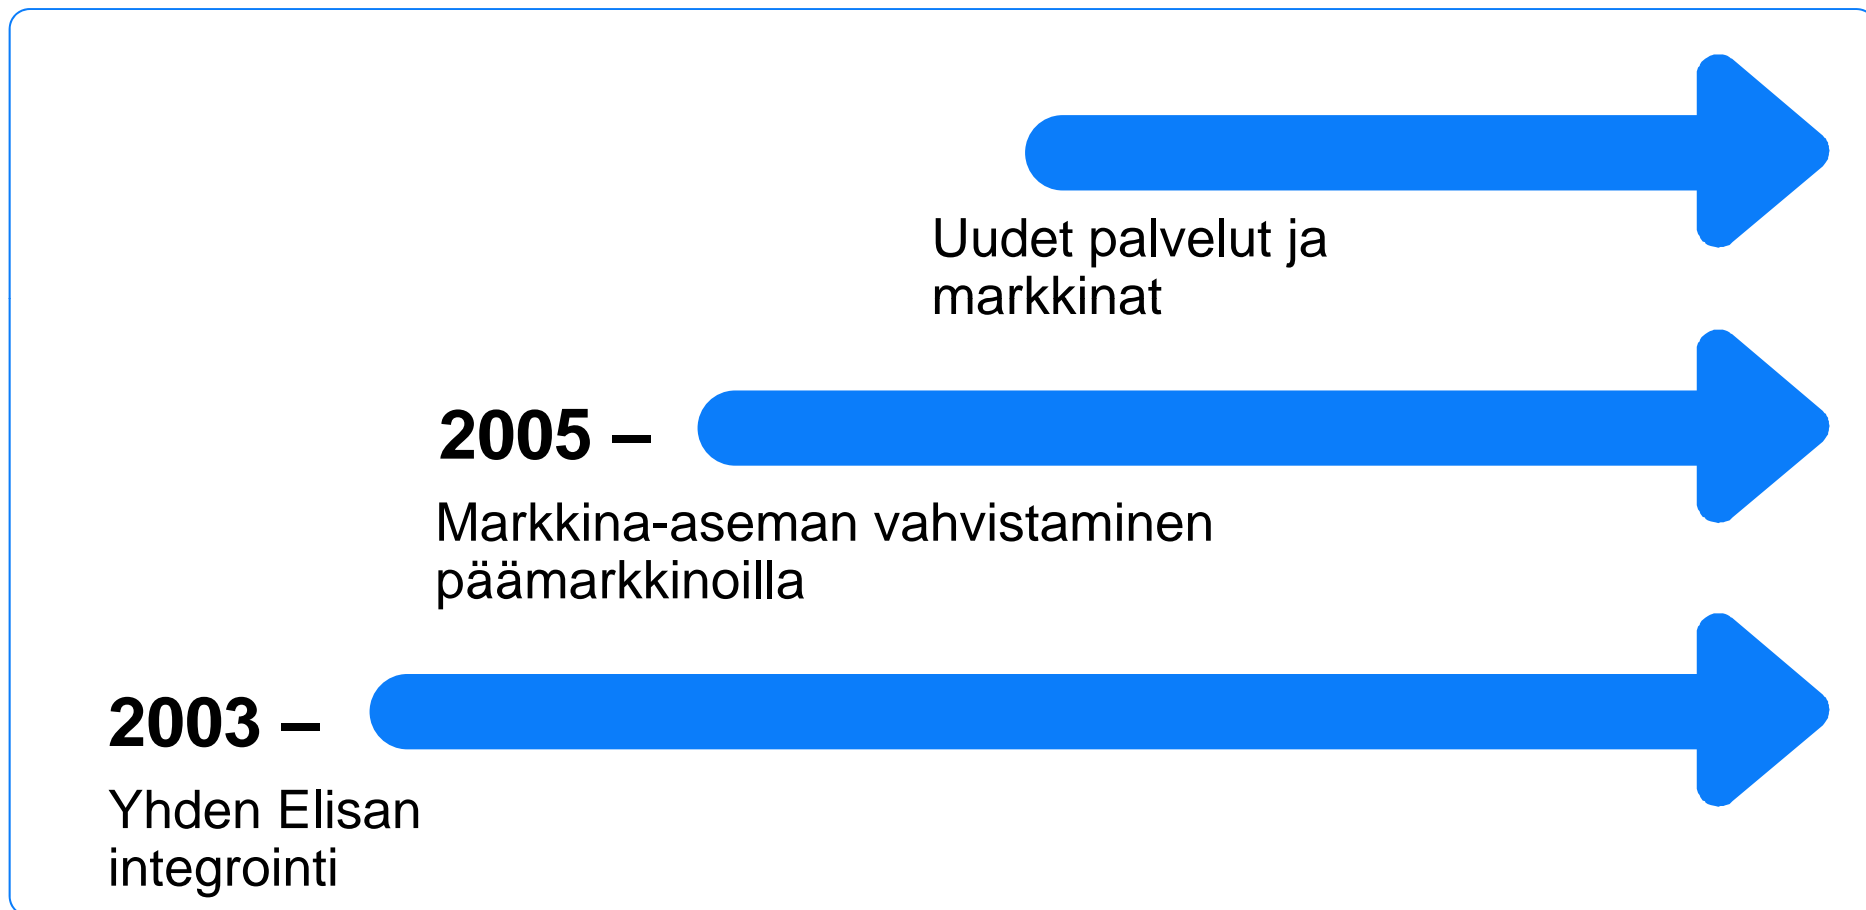 Uudet palvelut ja
markkinat
2005 –
Markkina-aseman vahvistaminen
päämarkkinoilla
2003 –
Yhden Elisan
integrointi